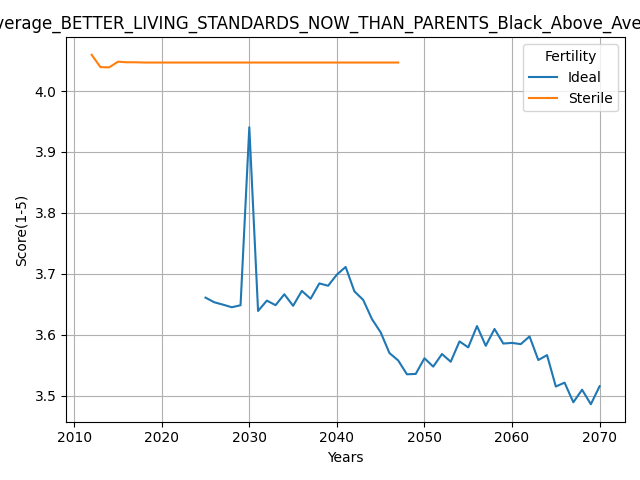 verage_BETTER_LIVING_STANDARDS_NOW_THAN_PARENTS_Black_Above_Ave
Fertility
Ideal
Sterile
4.0
3.9
3.8
3.7
3.6
3.5
Score(1-5)
2010 2020 2030 2040 2050 2060 2070
Years